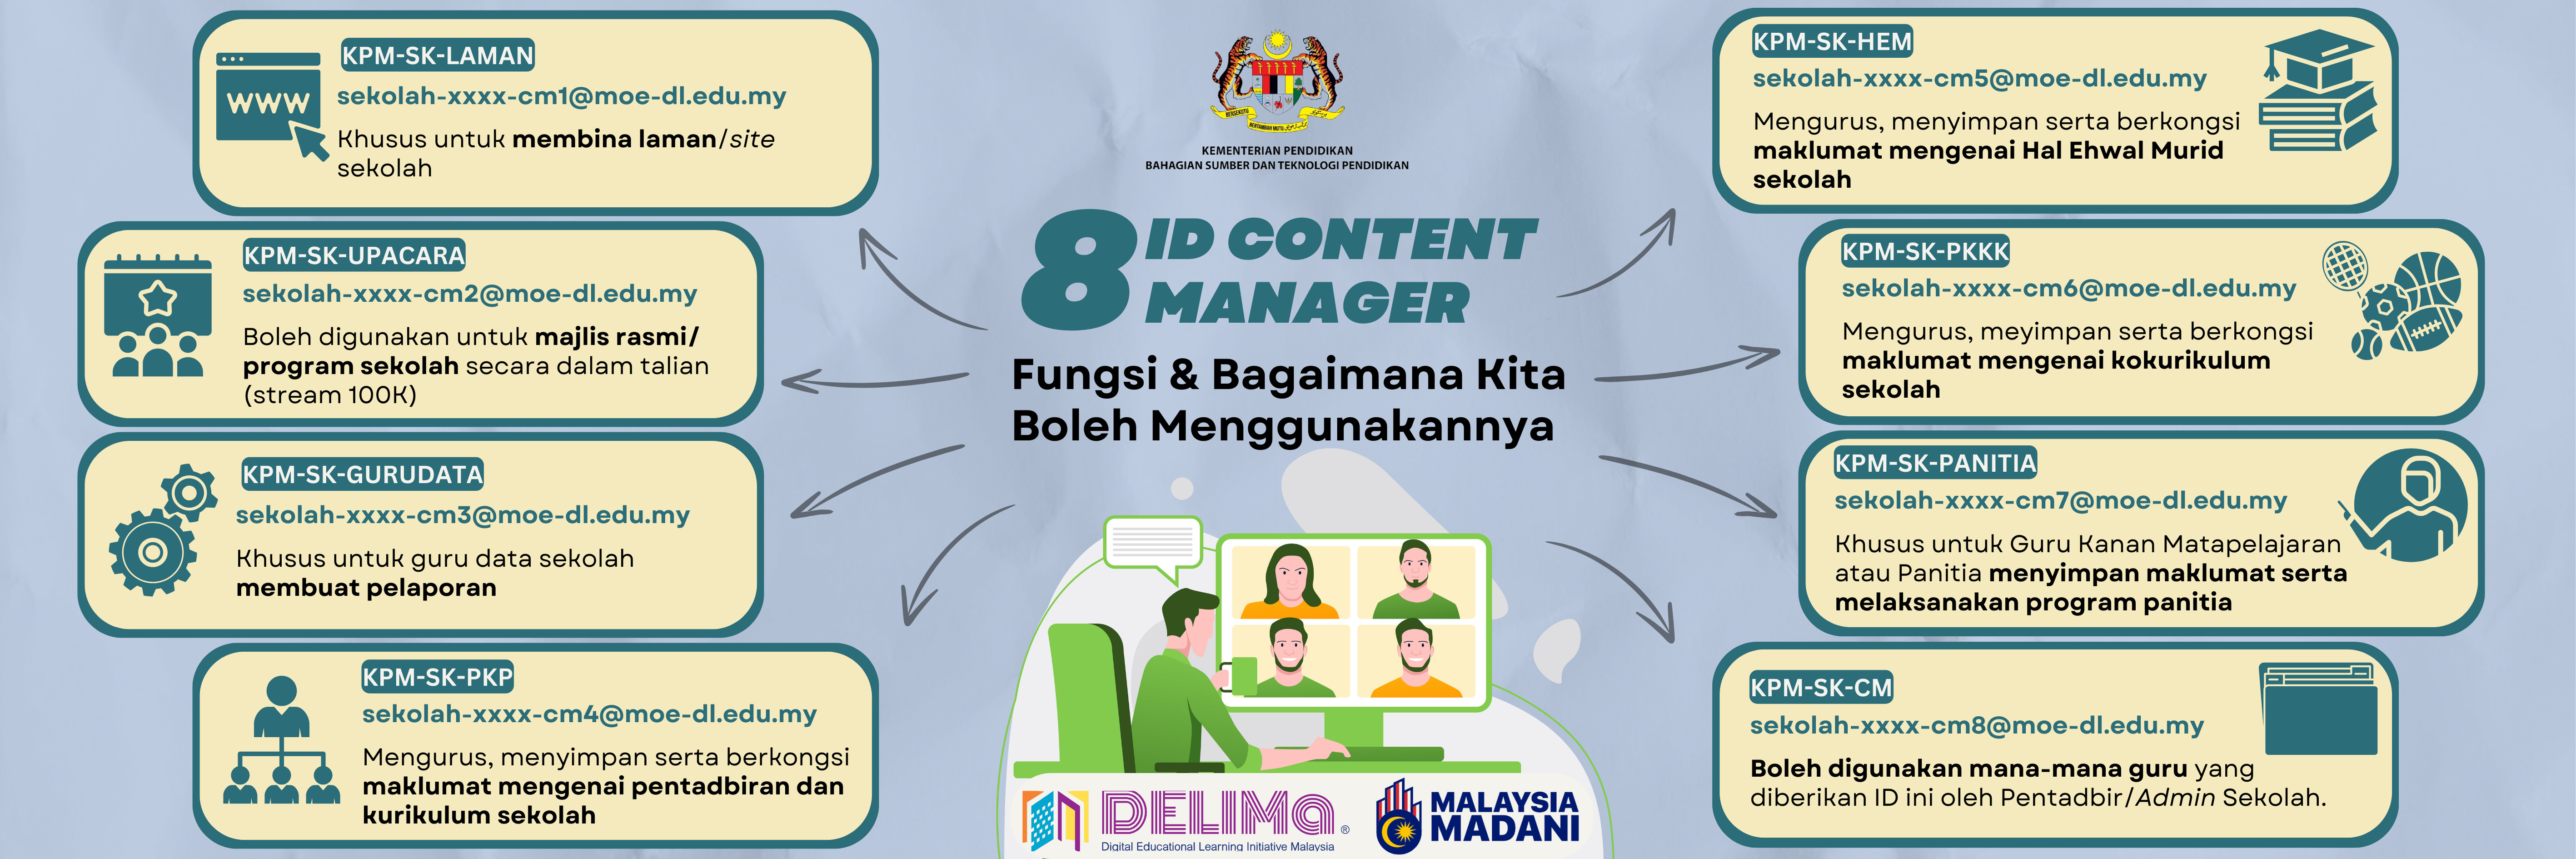 KPM-SK-LAMAN
sekolah-xxxx-cm1@moe-dl.edu.my
Khusus untuk membina laman/site
sekolah
WWW
KPM-SK-UPACARA
sekolah-xxxx-cm2@moe-dl.edu.my
Boleh digunakan untuk majlis rasmi/
program sekolah secara dalam talian
(stream 100K)
KPM-SK-GURUDATA
sekolah-xxxx-cm3@moe-dl.edu.my
Khusus untuk guru data sekolah
membuat pelaporan
KPM-SK-PKP
sekolah-xxxx-cm4@moe-dl.edu.my
Mengurus, menyimpan serta berkongsi
maklumat mengenai pentadbiran dan
kurikulum sekolah
KEMENTERIAN PENDIDIKAN
BAHAGIAN SUMBER DAN TEKNOLOGI PENDIDIKAN
8 ID CONTENT
MANAGER
Fungsi & Bagaimana Kita
Boleh Menggunakannya
DELIMa ®
Digital Educational Learning Initiative Malaysia
MALAYSIA
MADANI
KPM-SK-HEM
sekolah-xxxx-cm5@moe-dl.edu.my
Mengurus, menyimpan serta berkongsi
maklumat mengenai Hal Ehwal Murid
sekolah
KPM-SK-PKKK
sekolah-xxxx-cm6@moe-dl.edu.my
Mengurus, meyimpan serta berkongsi
maklumat mengenai kokurikulum
sekolah
KPM-SK-PANITIA
sekolah-xxxx-cm7@moe-dl.edu.my
Khusus untuk Guru Kanan Matapelajaran
atau Panitia menyimpan maklumat serta
melaksanakan program panitia
KPM-SK-CM
sekolah-xxxx-cm8@moe-dl.edu.my
Boleh digunakan mana-mana guru yang
diberikan ID ini oleh Pentadbir/Admin Sekolah.